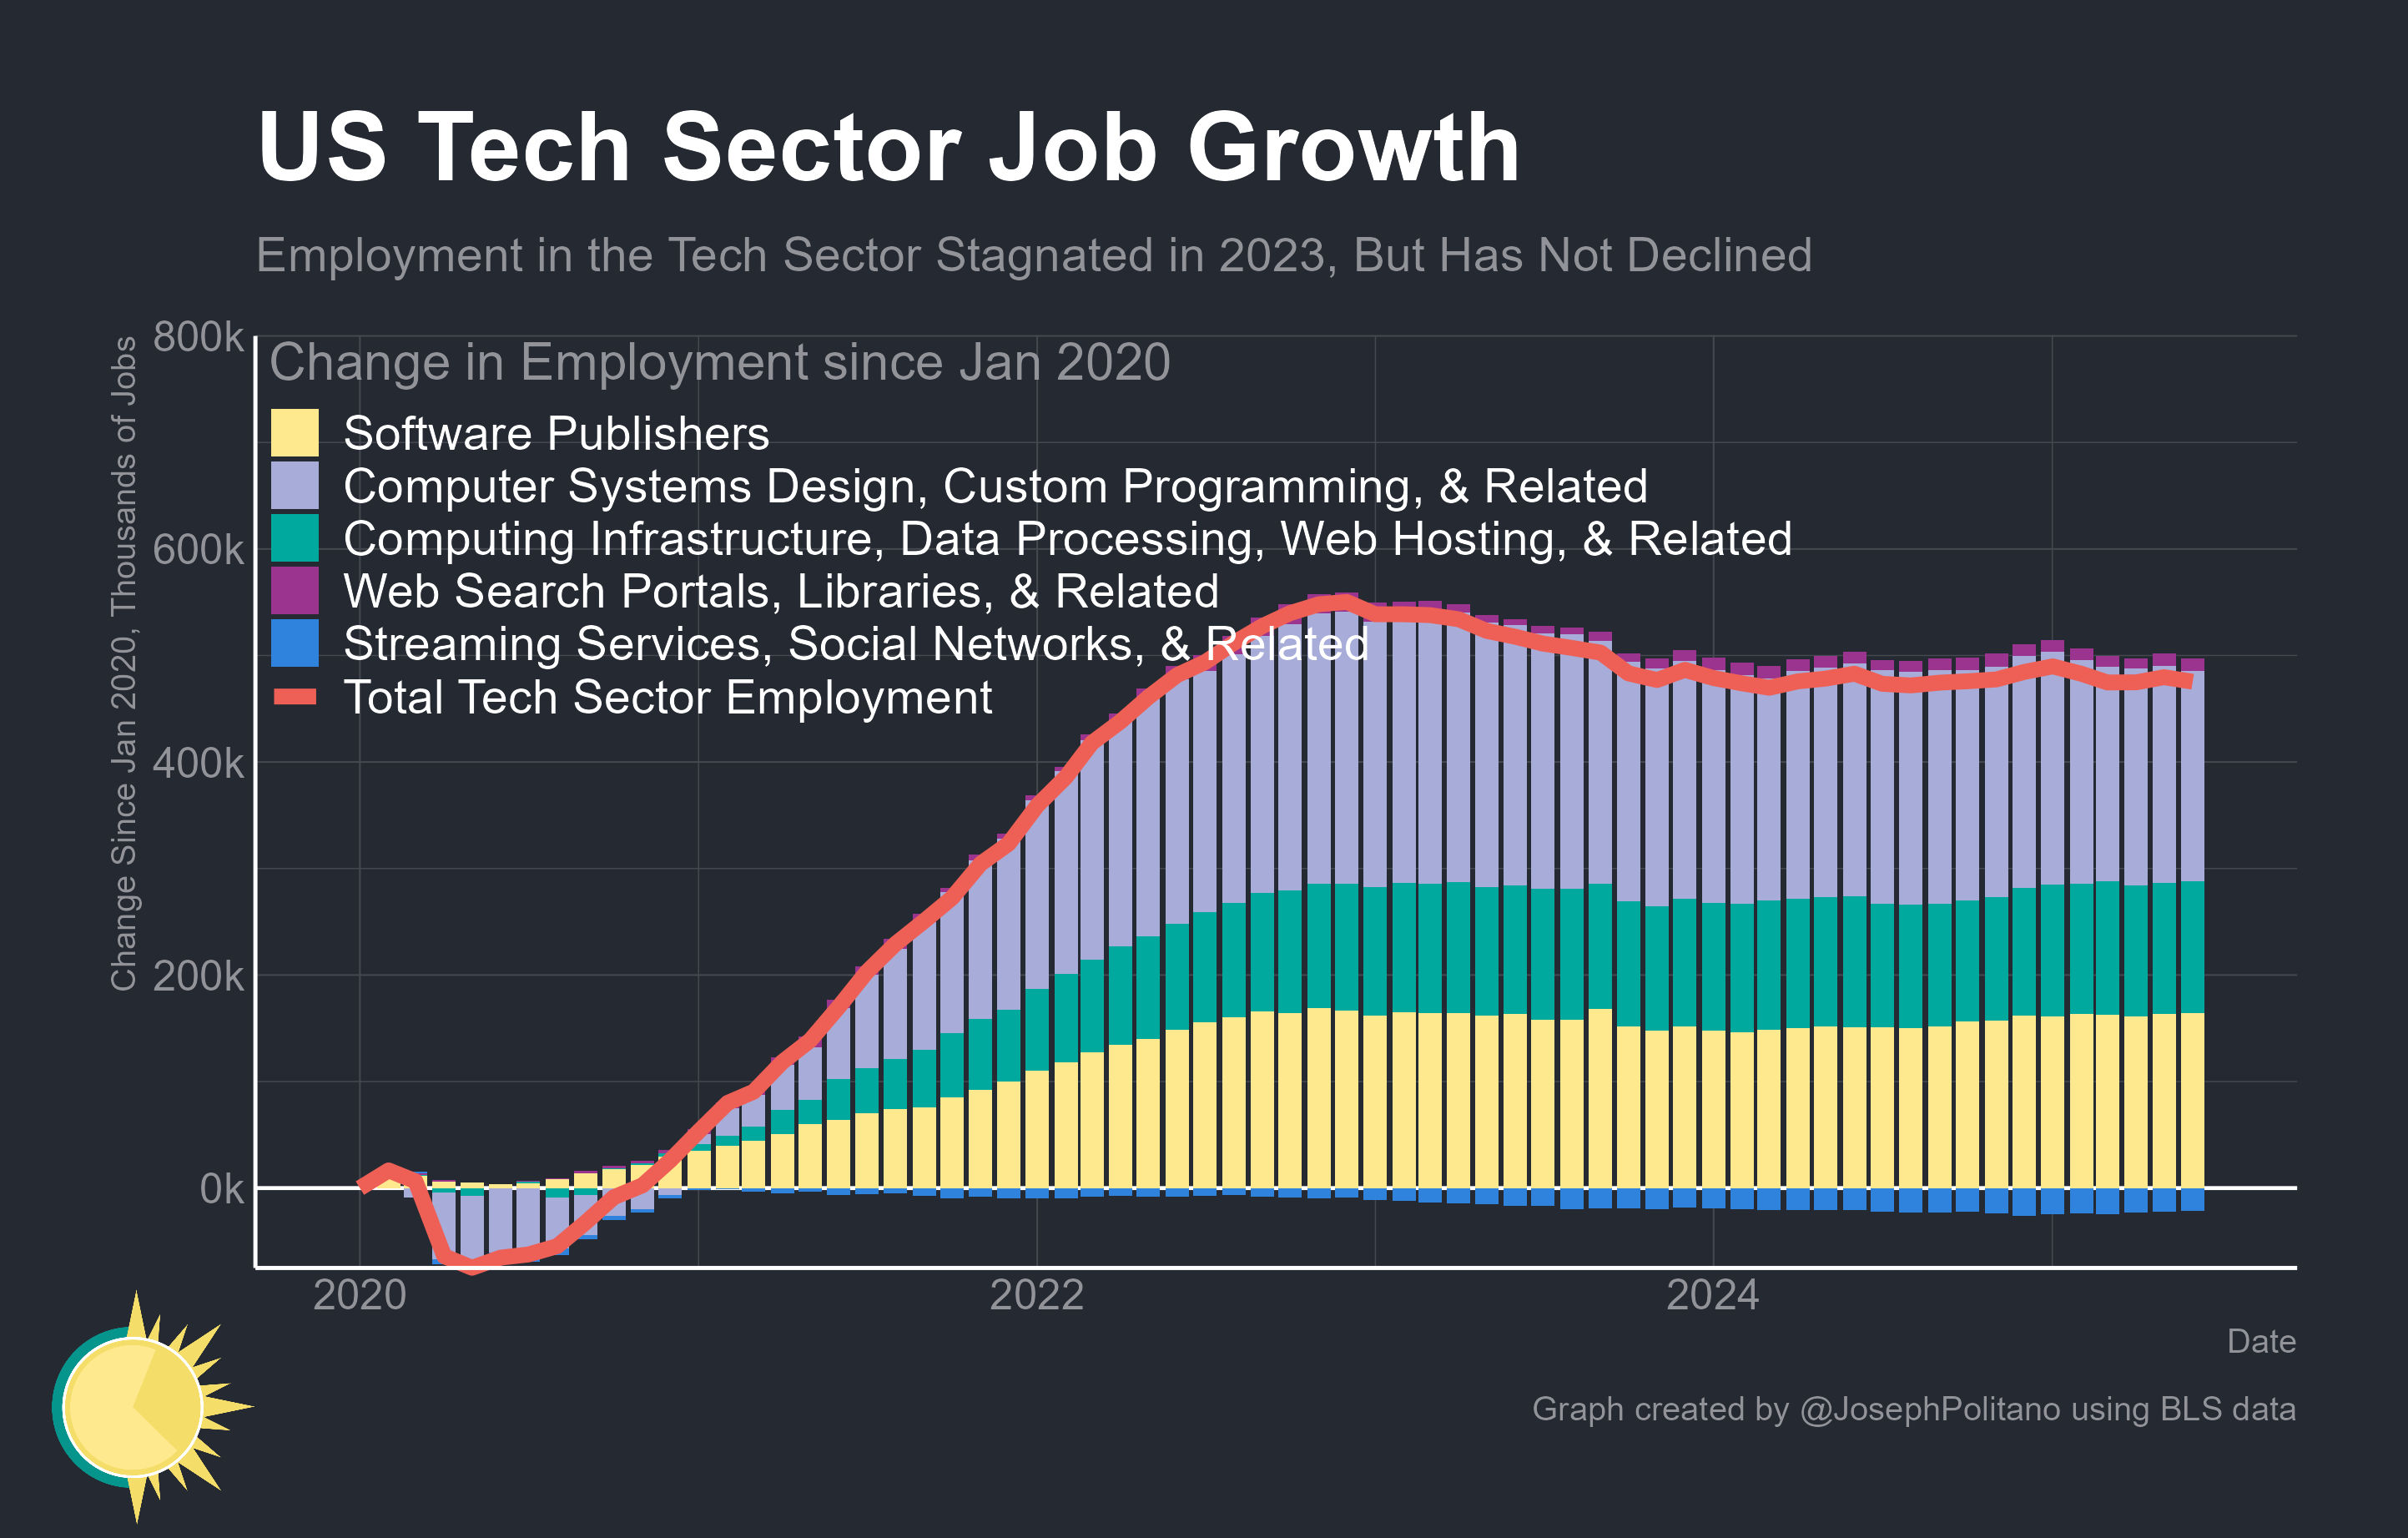 US Tech Sector Job Growth
Employment in the Tech Sector Stagnated in 2023, But Has Not Declined
Change Since Jan 2020, Thousands of Jobs
800k
600k
400k
200k
0k
Change in Employment since Jan 2020
Software Publishers
Computer Systems Design, Custom Programming, & Related
Computing Infrastructure, Data Processing, Web Hosting, & Related
Web Search Portals, Libraries, & Related
Streaming Services, Social Networks, & Related
Total Tech Sector Employment
2020
2022
2024
Date
Graph created by @JosephPolitano using BLS data